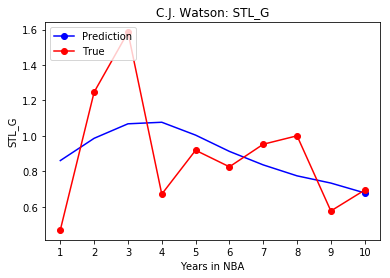 C.J. Watson: STL_G
Prediction
True
STL_G
1.6
1.4
1.2
1.0
0.8
0.6
1 2 3 4 5 6 7 8 9 10
Years in NBA